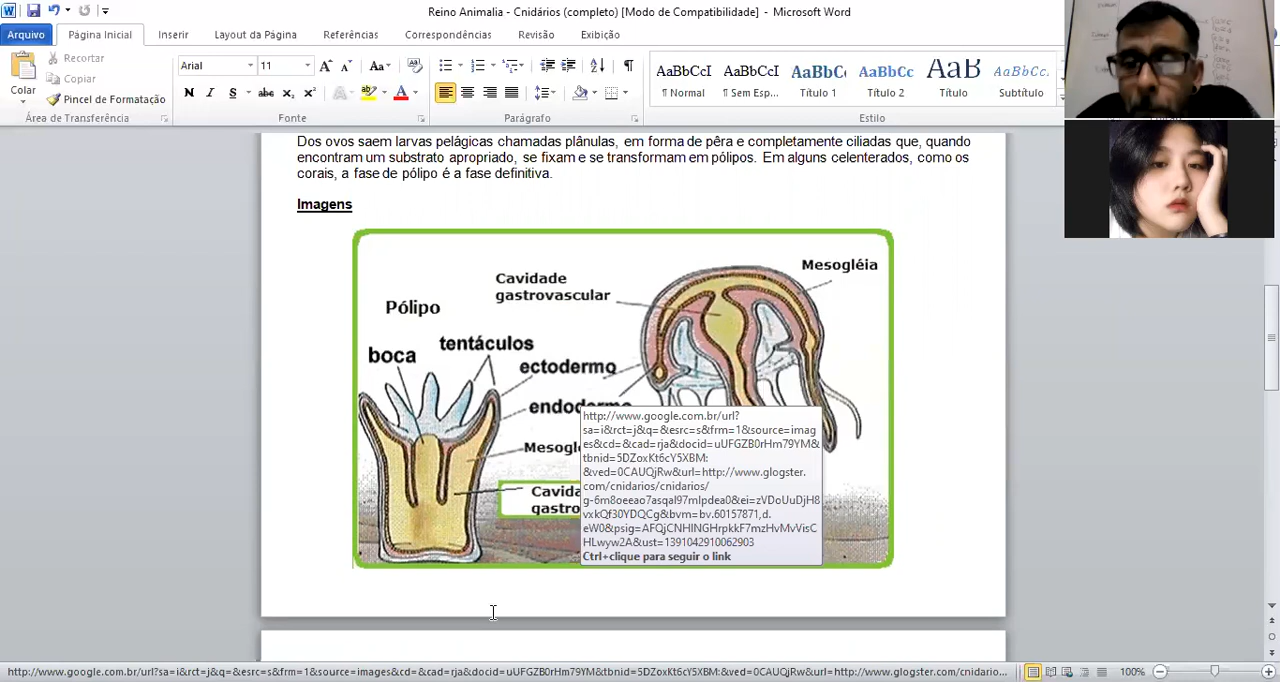 Reino Animalia - Cnidários (completo) [Modo de Compatibilidade] - Microsoft Word
Arquivo
Página Inicial
Inserir
Layout da Página
Referências
Correspondências
Revisão
Exibição
Colar
Recortar
Copiar
Pincel de Formatação
Área de Transferência
Arial
11
Aa
N I S abc x₂ x²
A
A
Fonte
Parágrafo
AaBbCcI
¶ Normal
AaBbCcI
¶ Sem Esp...
AaBbC
Título 1
AaBbCc
Título 2
AaB
Título
AaBbCcI
Subtítulo
Estilo
Dos ovos saem larvas pelágicas chamadas plânulas, em forma de pêra e completamente ciliadas que, quando
encontram um substrato apropriado, se fixam e se transformam em pólipos. Em alguns celenterados, como os
corais, a fase de pólipo é a fase definitiva.
Imagens
Mesogléia
Cavidade
gastrovascular
Pólipo
tentáculos
boca
ectodermo
endodermo
Mesogl
Cavida
gastro
http://www.google.com.br/url?
sa=i&rct=j&q=&esrc=s&frm=1&source=imag
es&cd=&cad=rja&docid=uUFGZB0rHm79YM&
tbnid=5DZoxKt6cY5XBM:
&ved=0CAUQjRw&url=http://www.glogster.
com/cnidarios/cnidarios/
g-6m8oeeao7asqal97mlpdea0&ei=zVDoUuDjH8
vxkQf30YDQCg&bvm=bv.60157871,d.
eW0&psig=AFQjCNHINGHrpkkF7mzHvMvVisC
HLwyw2A&ust=1391042910062903
Ctrl+clique para seguir o link
http://www.google.com.br/url?sa=i&rct=j&q=&esrc=s&frm=1&source=images&cd=&cad=rja&docid=uUFGZB0rHm79YM&tbnid=5DZoxKt6cY5XBM:&ved=0CAUQjRw&url=http://www.glogster.com/cnidario...
100%